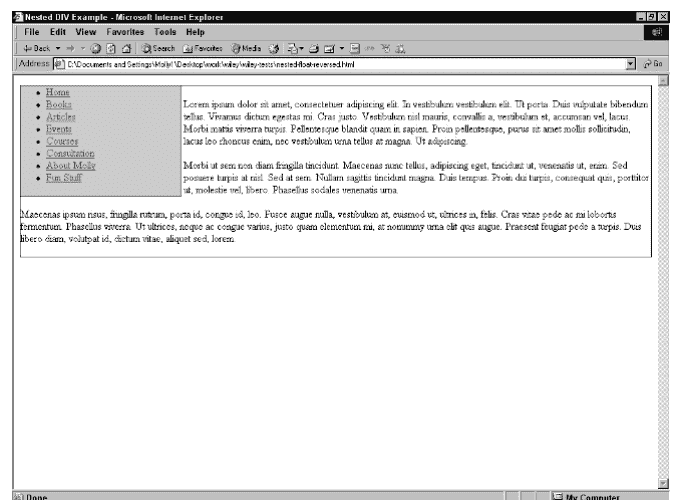 Nested DIV Example - Microsoft Internet Explorer
File Edit View Favorites Tools Help
Back Search Favorites Media
Address C:\Documents and Settings\Molly1\Desktop\work\wiley\wiley-tests\nested-float-reversed.html Go
Home
Books
Articles
Events
Courses
Consultation
About Molly
Fun Stuff
Lorem ipsum dolor sit amet, consectetuer adipiscing elit. In vestibulum vestibulum elit. Ut porta. Duis vulputate bibendum
tellus. Vivamus dictum egestas mi. Cras justo. Vestibulum nisl mauris, convallis a, vestibulum et, accumsan vel, lacus.
Morbi mattis viverra turpis. Pellentesque blandit quam in sapien. Proin pellentesque, purus sit amet mollis sollicitudin,
lacus leo rhoncus enim, nec vestibulum urna tellus at magna. Ut adipiscing.
Morbi ut sem non diam fringilla tincidunt. Maecenas nunc tellus, adipiscing eget, tincidunt ut, venenatis ut, enim. Sed
posuere turpis at nisl. Sed at sem. Nullam sagittis tincidunt magna. Duis tempus. Proin dui turpis, consequat quis, porttitor
ut, molestie vel, libero. Phasellus sodales venenatis urna.
Maecenas ipsum risus, fringilla rutrum, porta id, congue id, leo. Fusce augue nulla, vestibulum at, euismod ut, ultrices in, felis. Cras vitae pede ac mi lobortis
fermentum. Phasellus viverra. Ut ultrices, neque ac congue varius, justo quam elementum mi, at nonummy urna elit quis augue. Praesent feugiat pede a turpis. Duis
libero diam, volutpat id, dictum vitae, aliquet sed, lorem.
Done My Computer